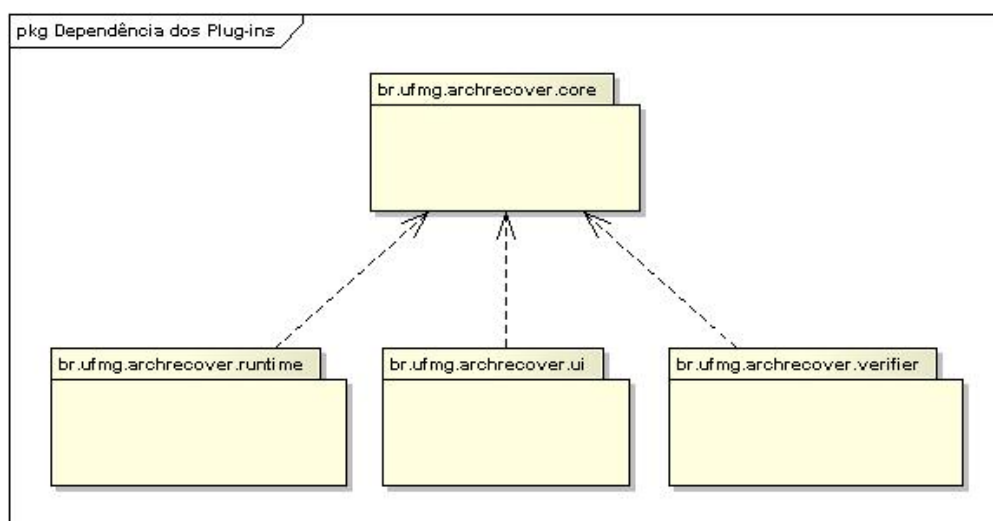 pkg Dependência dos Plug-ins
br.ufmg.archrecover.core
br.ufmg.archrecover.runtime
br.ufmg.archrecover.ui
br.ufmg.archrecover.verifier